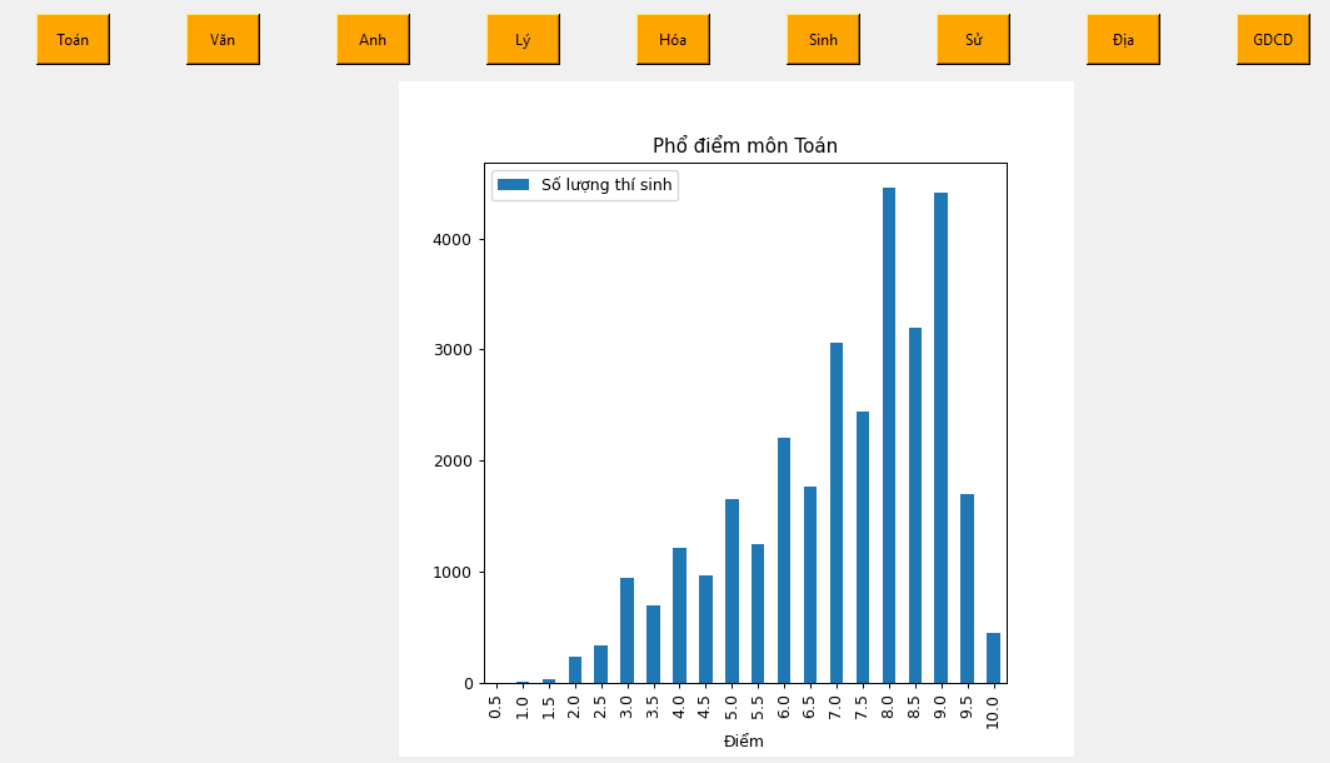 Toán Văn Anh Lý Hóa Sinh Sử Địa GDCD
Phổ điểm môn Toán
Số lượng thí sinh
4000
3000
2000
1000
0
0.5 1.0 1.5 2.0 2.5 3.0 3.5 4.0 4.5 5.0 5.5 6.0 6.5 7.0 7.5 8.0 8.5 9.0 9.5 10.0
Điểm